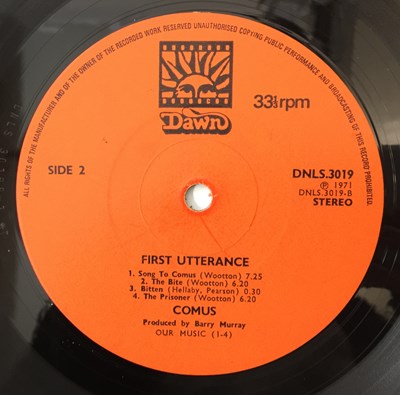 ALL RIGHTS OF THE MANUFACTURER AND OF THE OWNER OF THE RECORDED WORK RESERVED UNAUTHORISED COPYING PUBLIC PERFORMANCE AND BROADCASTING OF THIS RECORD PROHIBITED.
Dawn
33⅓ rpm
SIDE 2
DNLS.3019
Ⓟ 1971
DNLS.3019-B
STEREO
FIRST UTTERANCE
1. Song To Comus (Wootton) 7.25
2. The Bite (Wootton) 6.20
3. Bitten (Hellaby, Pearson) 0.30
4. The Prisoner (Wootton) 6.20
COMUS
Produced by Barry Murray
OUR MUSIC (1-4)